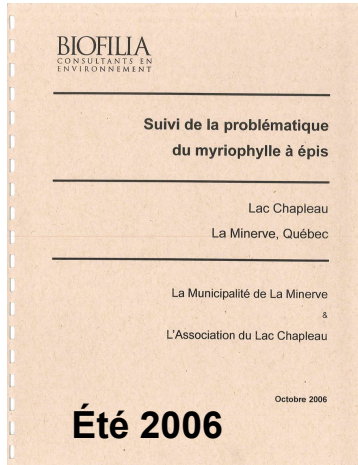 BIOFILIA
CONSULTANTS EN
ENVIRONNEMENT
Suivi de la problématique
du myriophylle à épis
Lac Chapleau
La Minerve, Québec
La Municipalité de La Minerve
&
L'Association du Lac Chapleau
Octobre 2006
Été 2006